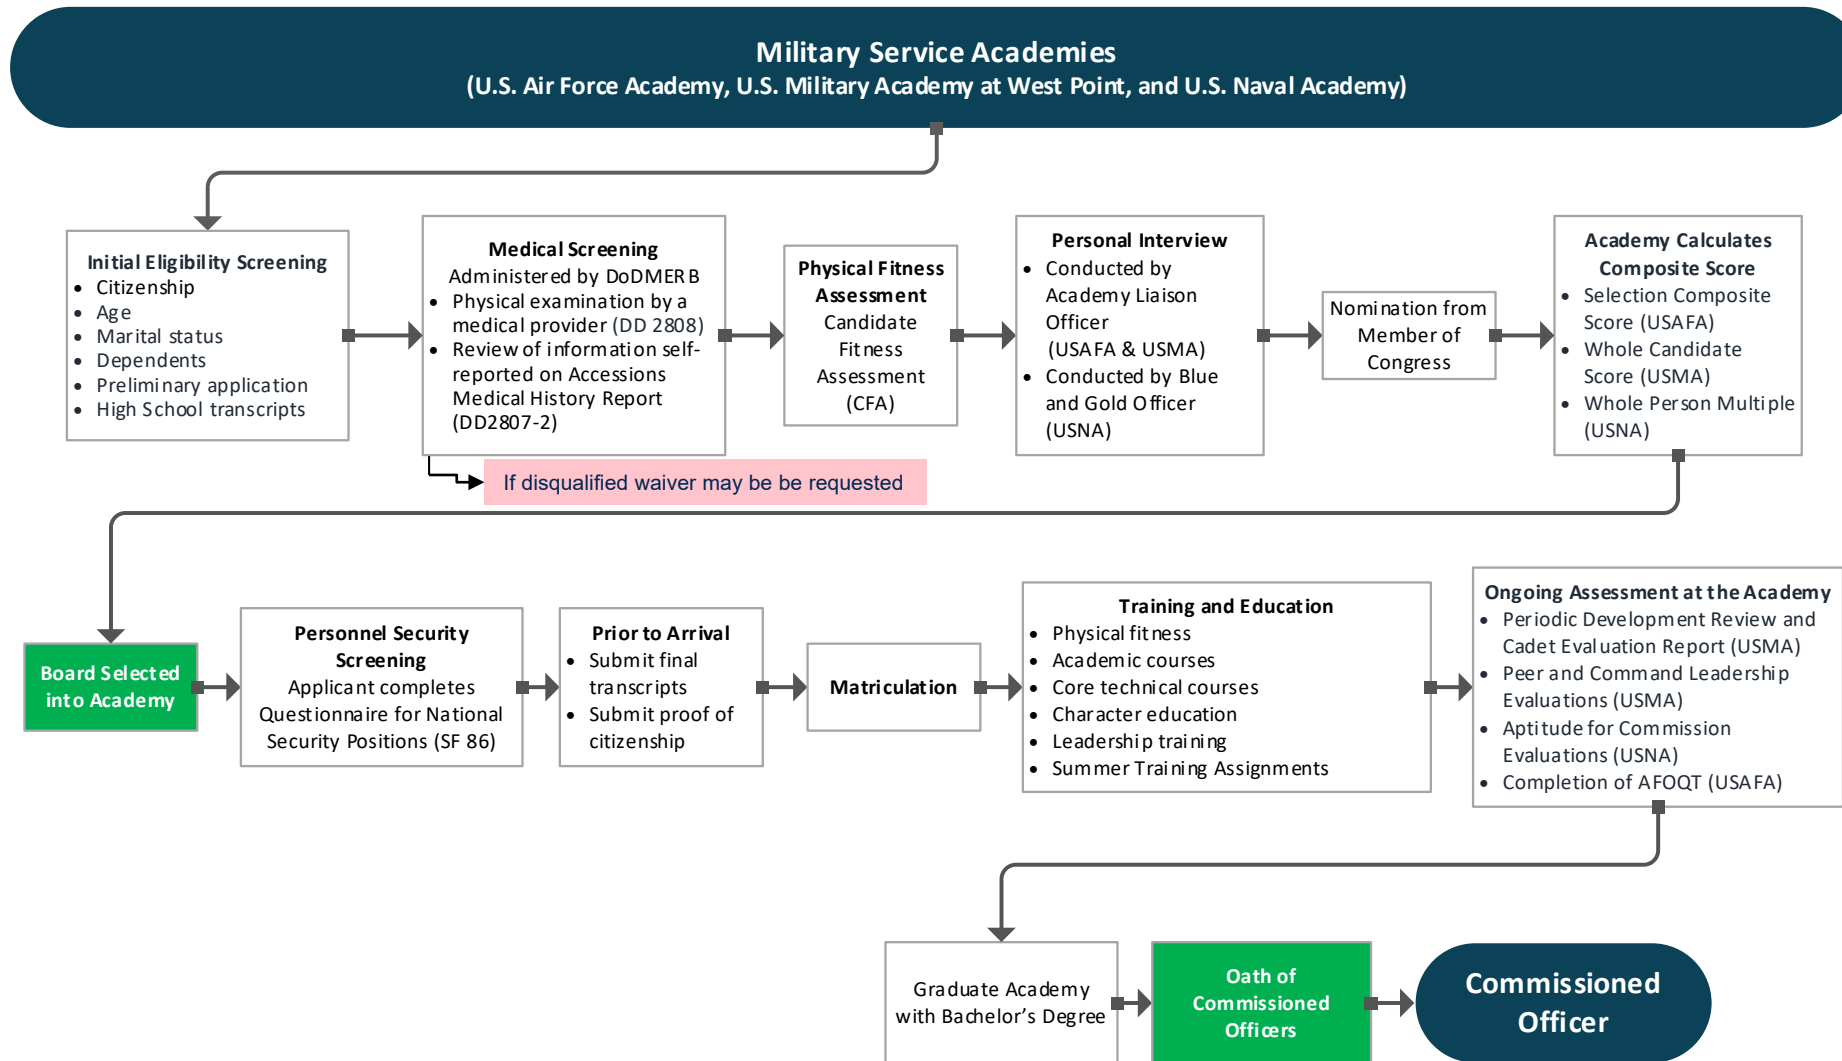 Military Service Academies
(U.S. Air Force Academy, U.S. Military Academy at West Point, and U.S. Naval Academy)
Initial Eligibility Screening
• Citizenship
• Age
• Marital status
• Dependents
• Preliminary application
• High School transcripts
Medical Screening
Administered by DoDMERB
• Physical examination by a
medical provider (DD 2808)
• Review of information self-
reported on Accessions
Medical History Report
(DD2807-2)
If disqualified waiver may be be requested
Physical Fitness
Assessment
Candidate
Fitness
Assessment
(CFA)
Personal Interview
• Conducted by
Academy Liaison
Officer
(USAFA & USMA)
• Conducted by Blue
and Gold Officer
(USNA)
Nomination from
Member of
Congress
Academy Calculates
Composite Score
• Selection Composite
Score (USAFA)
• Whole Candidate
Score (USMA)
• Whole Person Multiple
(USNA)
Board Selected
into Academy
Personnel Security
Screening
Applicant completes
Questionnaire for National
Security Positions (SF 86)
Prior to Arrival
• Submit final
transcripts
• Submit proof of
citizenship
Matriculation
Training and Education
• Physical fitness
• Academic courses
• Core technical courses
• Character education
• Leadership training
• Summer Training Assignments
Ongoing Assessment at the Academy
• Periodic Development Review and
Cadet Evaluation Report (USMA)
• Peer and Command Leadership
Evaluations (USMA)
• Aptitude for Commission
Evaluations (USNA)
• Completion of AFOQT (USAFA)
Graduate Academy
with Bachelor’s Degree
Oath of
Commissioned
Officers
Commissioned
Officer